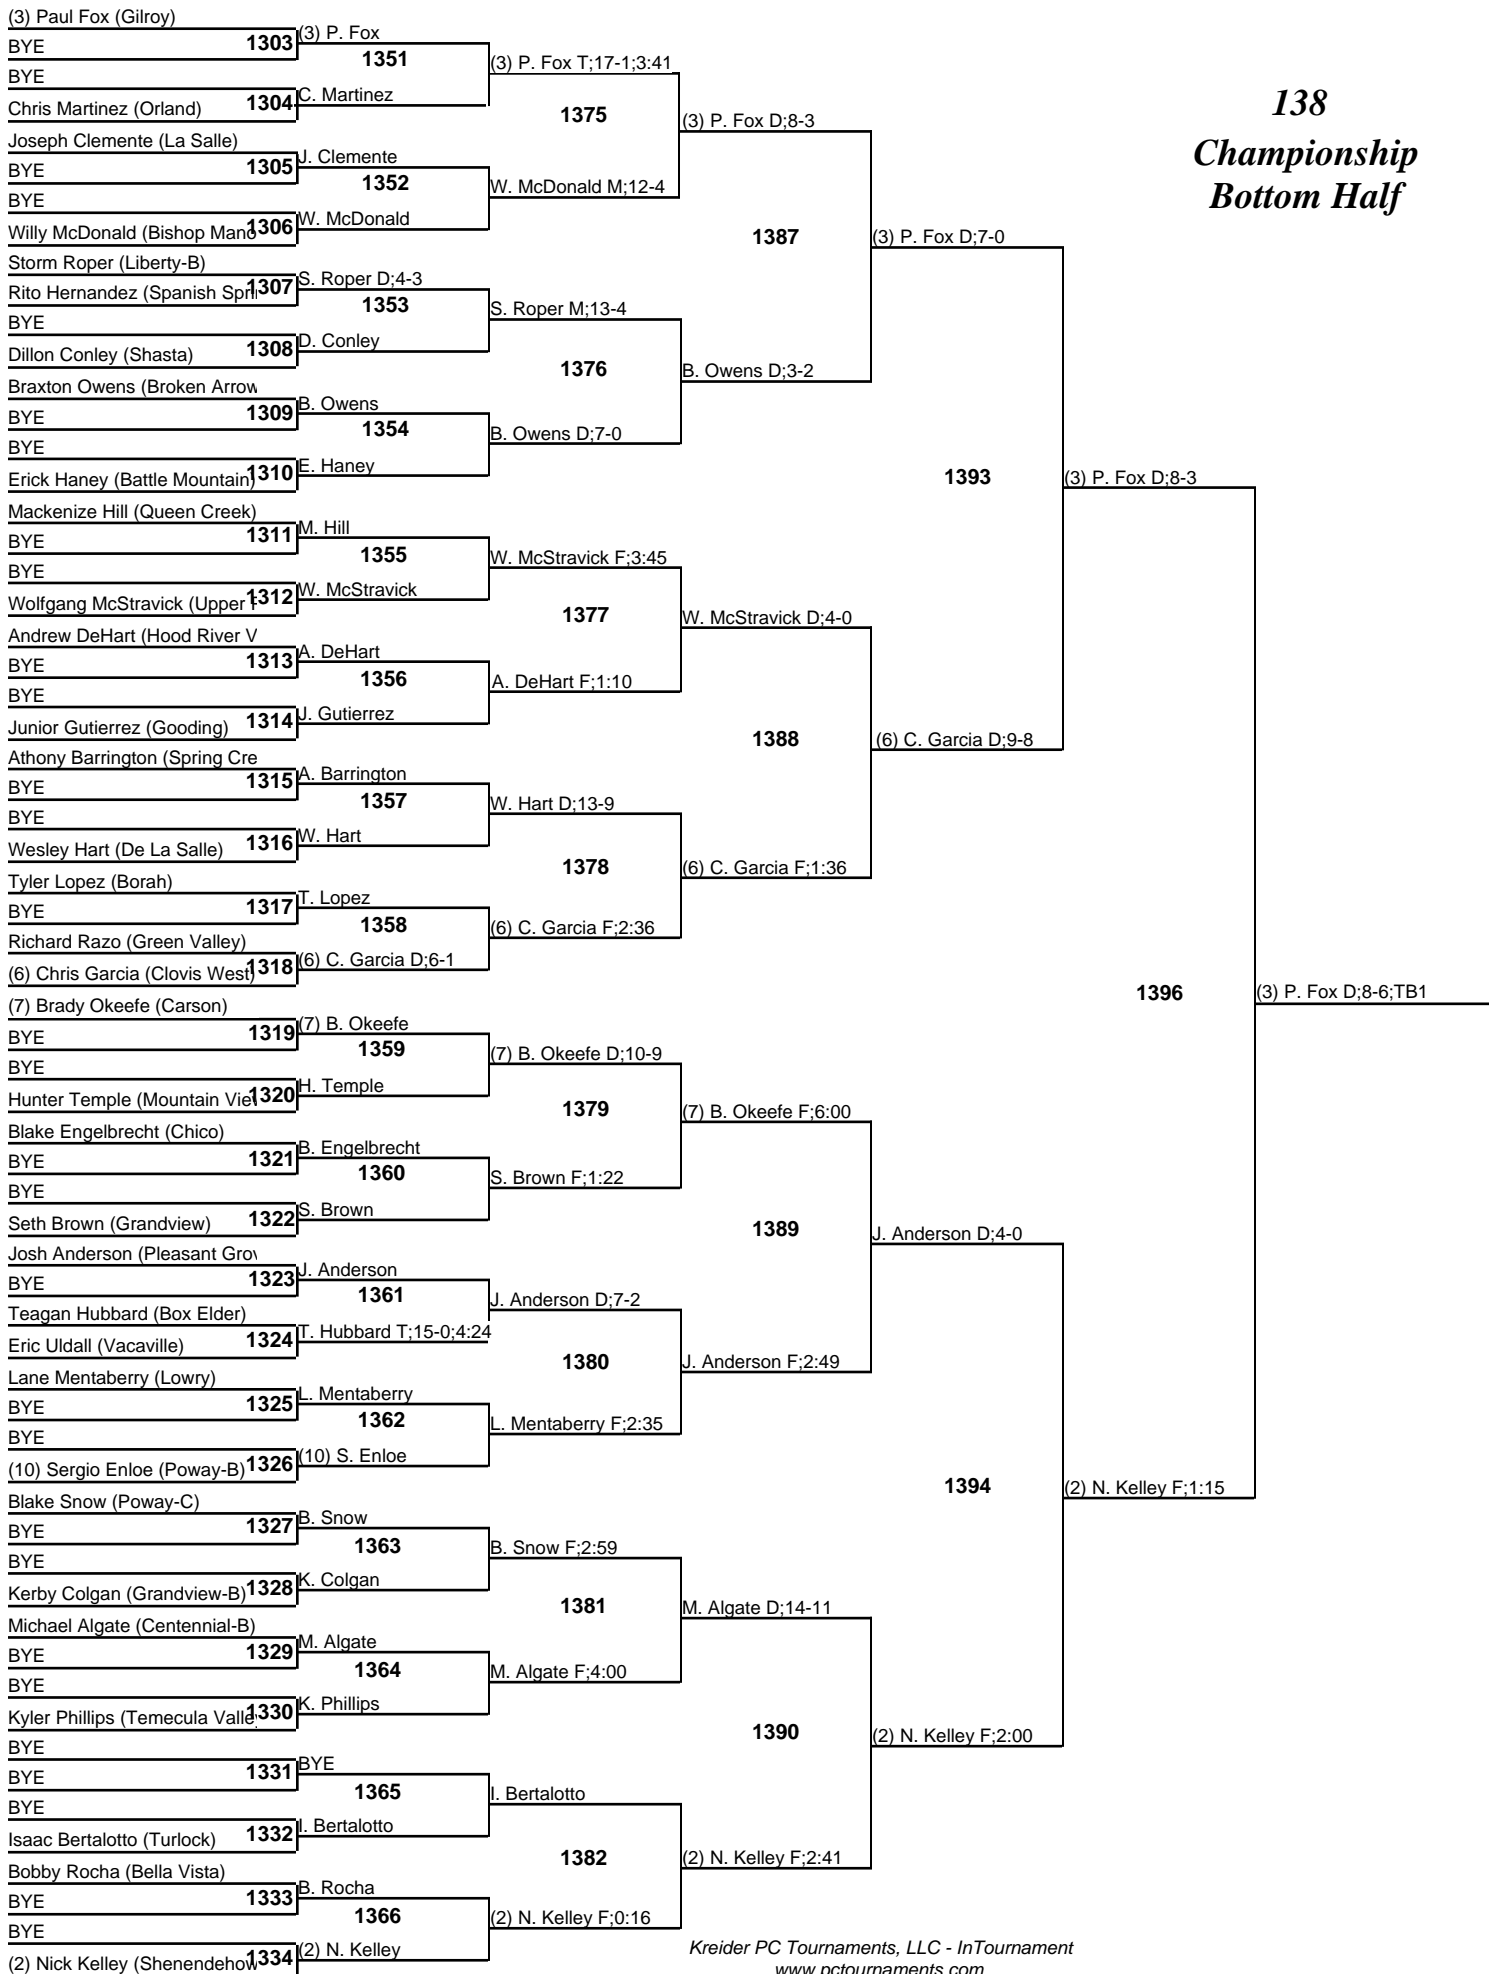 138
Championship
Bottom Half
(3) Paul Fox (Gilroy)
BYE
1303
BYE
Chris Martinez (Orland)
1304
Joseph Clemente (La Salle)
BYE
1305
BYE
Willy McDonald (Bishop Mano
1306
Storm Roper (Liberty-B)
Rito Hernandez (Spanish Spri
1307
BYE
Dillon Conley (Shasta)
1308
Braxton Owens (Broken Arrow
BYE
1309
BYE
Erick Haney (Battle Mountain)
1310
Mackenize Hill (Queen Creek)
BYE
1311
BYE
Wolfgang McStravick (Upper
1312
Andrew DeHart (Hood River V
BYE
1313
BYE
Junior Gutierrez (Gooding)
1314
Athony Barrington (Spring Cre
BYE
1315
BYE
Wesley Hart (De La Salle)
1316
Tyler Lopez (Borah)
BYE
1317
Richard Razo (Green Valley)
(6) Chris Garcia (Clovis West)
1318
(7) Brady Okeefe (Carson)
BYE
1319
BYE
Hunter Temple (Mountain Vie
1320
Blake Engelbrecht (Chico)
BYE
1321
BYE
Seth Brown (Grandview)
1322
Josh Anderson (Pleasant Grov
BYE
1323
Teagan Hubbard (Box Elder)
Eric Uldall (Vacaville)
1324
Lane Mentaberry (Lowry)
BYE
1325
BYE
(10) Sergio Enloe (Poway-B)
1326
Blake Snow (Poway-C)
BYE
1327
BYE
Kerby Colgan (Grandview-B)
1328
Michael Algate (Centennial-B)
BYE
1329
BYE
Kyler Phillips (Temecula Valle
1330
BYE
BYE
1331
BYE
Isaac Bertalotto (Turlock)
1332
Bobby Rocha (Bella Vista)
BYE
1333
BYE
(2) Nick Kelley (Shenendehow
1334
(3) P. Fox
1351
C. Martinez
J. Clemente
1352
W. McDonald
S. Roper D;4-3
1353
D. Conley
B. Owens
1354
E. Haney
M. Hill
1355
W. McStravick
A. DeHart
1356
J. Gutierrez
A. Barrington
1357
W. Hart
T. Lopez
1358
(6) C. Garcia D;6-1
(7) B. Okeefe
1359
H. Temple
B. Engelbrecht
1360
S. Brown
J. Anderson
1361
T. Hubbard T;15-0;4:24
L. Mentaberry
1362
(10) S. Enloe
B. Snow
1363
K. Colgan
M. Algate
1364
K. Phillips
BYE
1365
I. Bertalotto
B. Rocha
1366
(2) N. Kelley
(3) P. Fox T;17-1;3:41
1375
W. McDonald M;12-4
S. Roper M;13-4
1376
B. Owens D;7-0
W. McStravick F;3:45
1377
A. DeHart F;1:10
W. Hart D;13-9
1378
(6) C. Garcia F;2:36
(7) B. Okeefe D;10-9
1379
S. Brown F;1:22
J. Anderson D;7-2
1380
L. Mentaberry F;2:35
B. Snow F;2:59
1381
M. Algate F;4:00
I. Bertalotto
1382
(2) N. Kelley F;0:16
(3) P. Fox D;8-3
1387
B. Owens D;3-2
W. McStravick D;4-0
1388
(6) C. Garcia F;1:36
(7) B. Okeefe F;6:00
1389
J. Anderson F;2:49
M. Algate D;14-11
1390
(2) N. Kelley F;2:41
(3) P. Fox D;7-0
1393
(6) C. Garcia D;9-8
J. Anderson D;4-0
1394
(2) N. Kelley F;2:00
(3) P. Fox D;8-3
1396
(2) N. Kelley F;1:15
(3) P. Fox D;8-6;TB1
Kreider PC Tournaments, LLC - InTournament
www.pctournaments.com